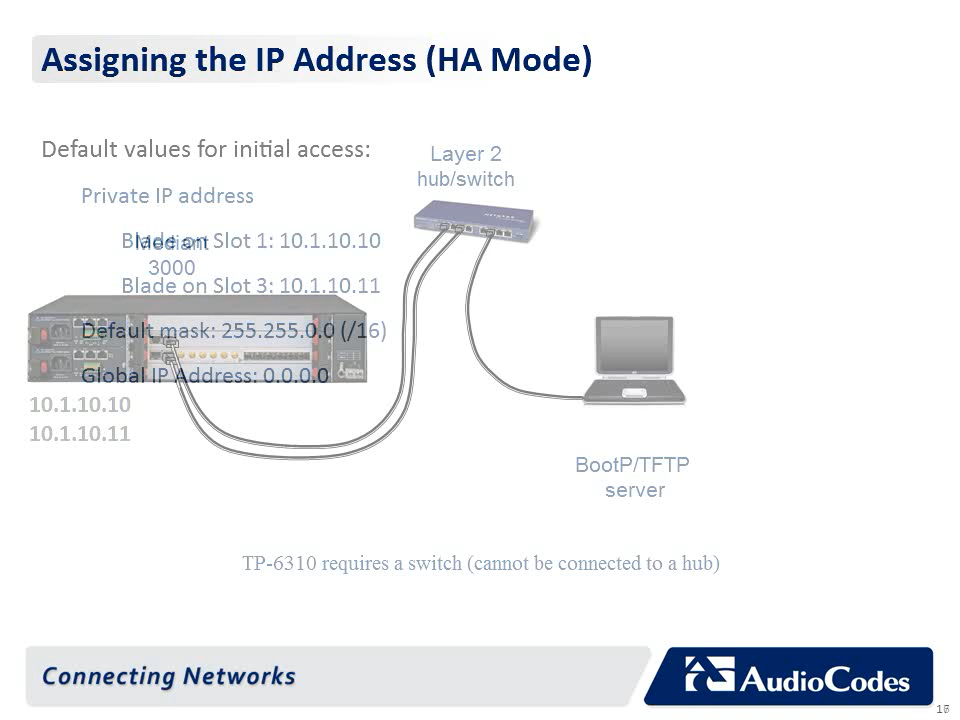 Assigning the IP Address (HA Mode)
Default values for initial access:
Private IP address
Blade on Slot 1: 10.1.10.10
Blade on Slot 3: 10.1.10.11
Default mask: 255.255.0.0 (/16)
Global IP Address: 0.0.0.0
Mediant
3000
10.1.10.10
10.1.10.11
Layer 2
hub/switch
BootP/TFTP
server
TP-6310 requires a switch (cannot be connected to a hub)
Connecting Networks
AudioCodes